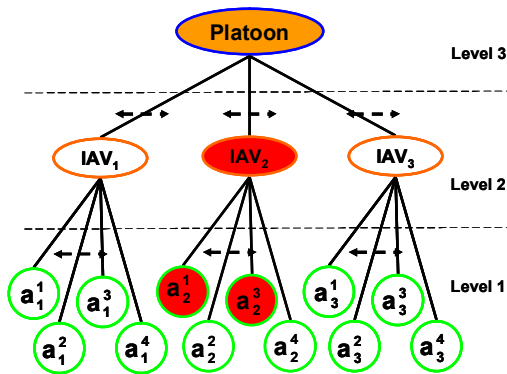 Platoon
Level 3
IAV₁ IAV₂ IAV₃
Level 2
a₁¹ a₁³ a₂¹ a₂³ a₃¹ a₃³ Level 1
a₁² a₁⁴ a₂² a₂⁴ a₃² a₃⁴